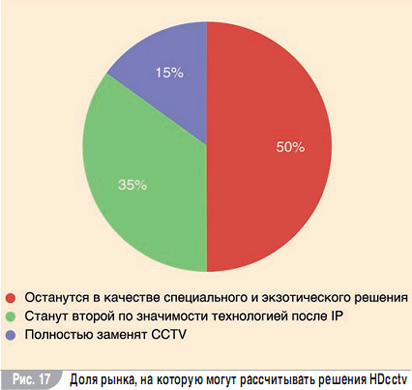 15%
50%
35%
Останутся в качестве специального и экзотического решения
Станут второй по значимости технологией после IP
Полностью заменят CCTV
Рис. 17 Доля рынка, на которую могут рассчитывать решения HDcctv